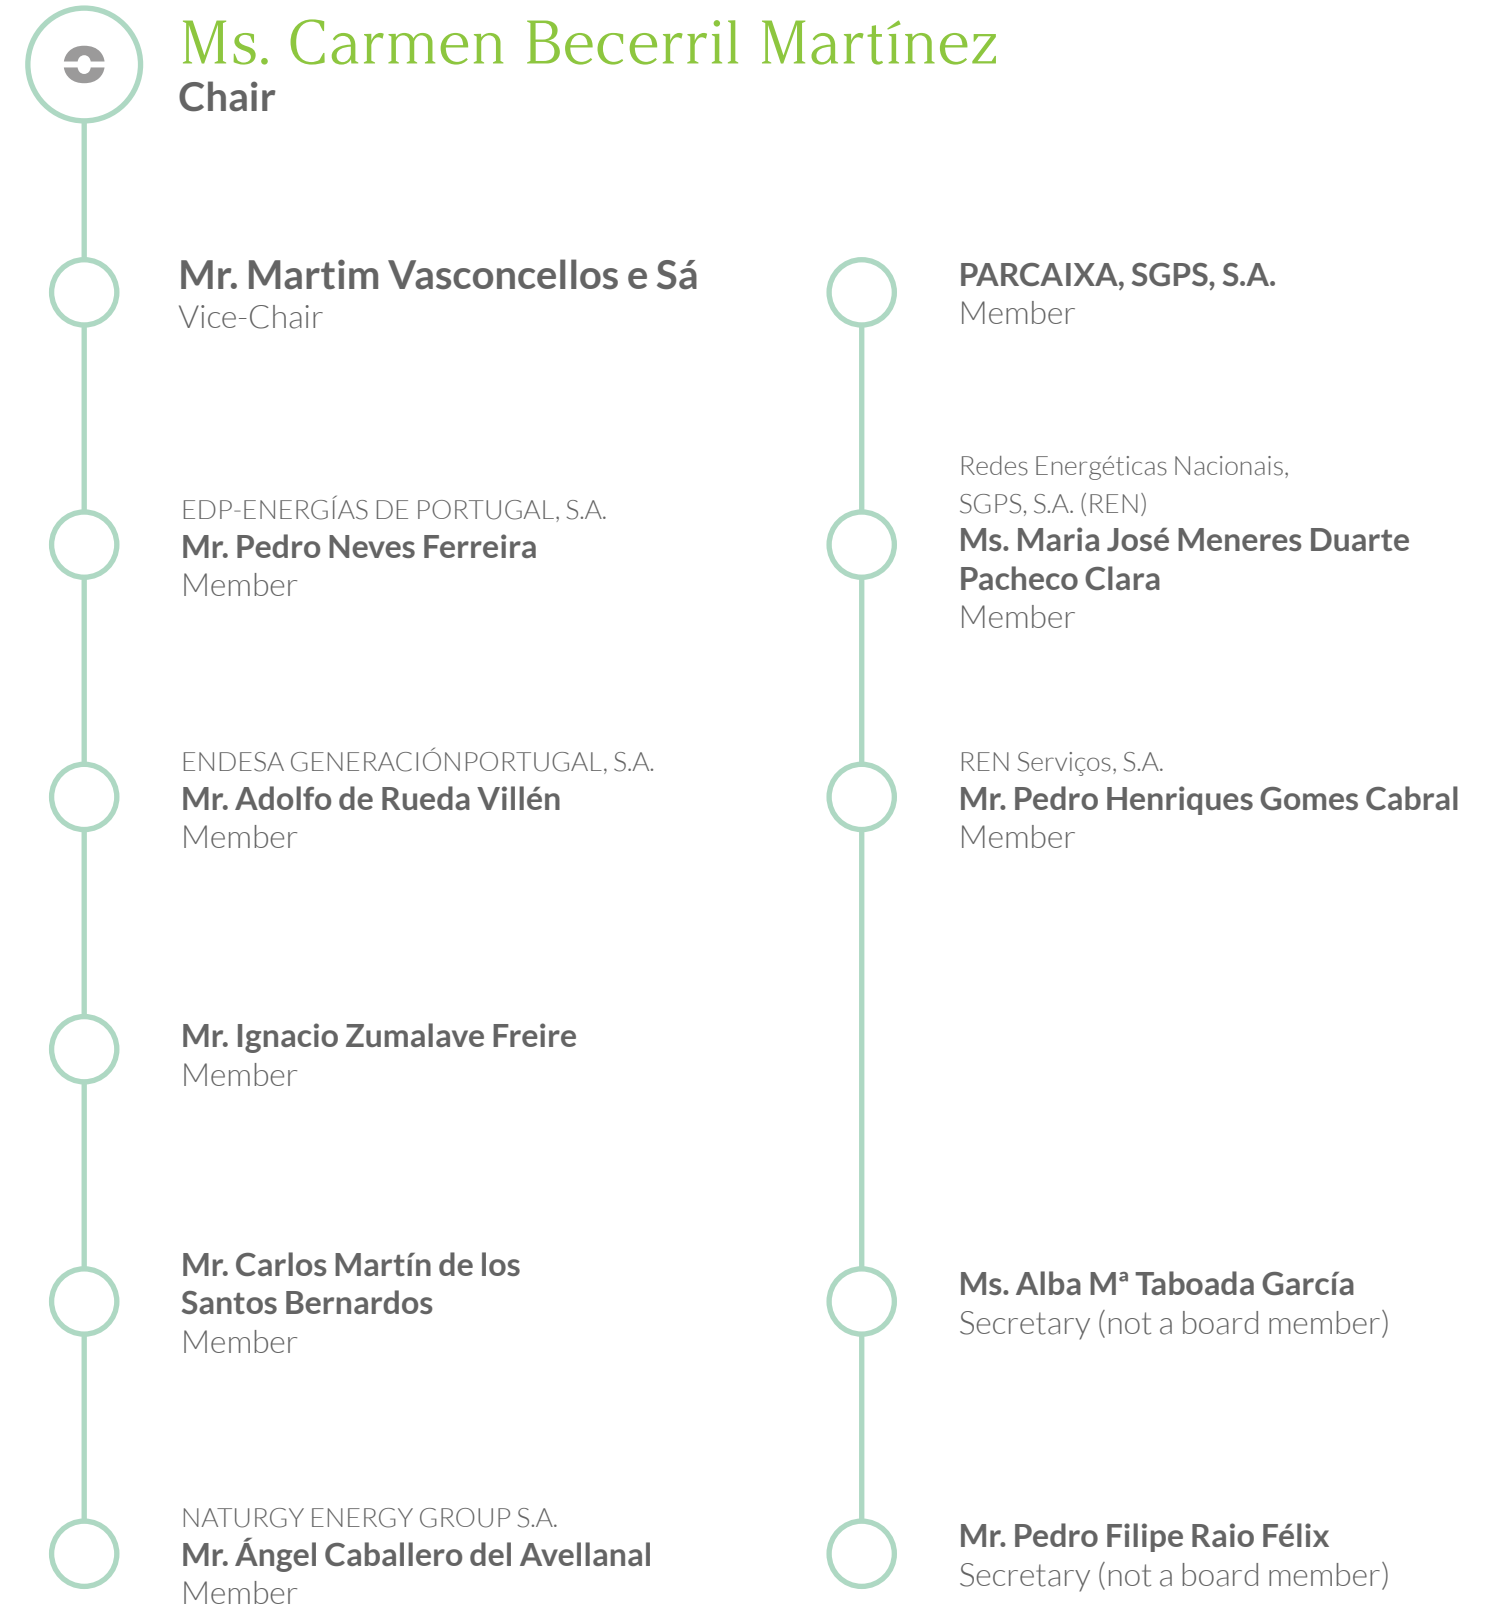 Ms. Carmen Becerril Martínez
Chair
Mr. Martim Vasconcellos e Sá
Vice-Chair
EDP-ENERGÍAS DE PORTUGAL, S.A.
Mr. Pedro Neves Ferreira
Member
ENDESA GENERACIÓNPORTUGAL, S.A.
Mr. Adolfo de Rueda Villén
Member
Mr. Ignacio Zumalave Freire
Member
Mr. Carlos Martín de los
Santos Bernardos
Member
NATURGY ENERGY GROUP S.A.
Mr. Ángel Caballero del Avellanal
Member
PARCAIXA, SGPS, S.A.
Member
Redes Energéticas Nacionais,
SGPS, S.A. (REN)
Ms. Maria José Meneres Duarte
Pacheco Clara
Member
REN Serviços, S.A.
Mr. Pedro Henriques Gomes Cabral
Member
Ms. Alba Mª Taboada García
Secretary (not a board member)
Mr. Pedro Filipe Raio Félix
Secretary (not a board member)